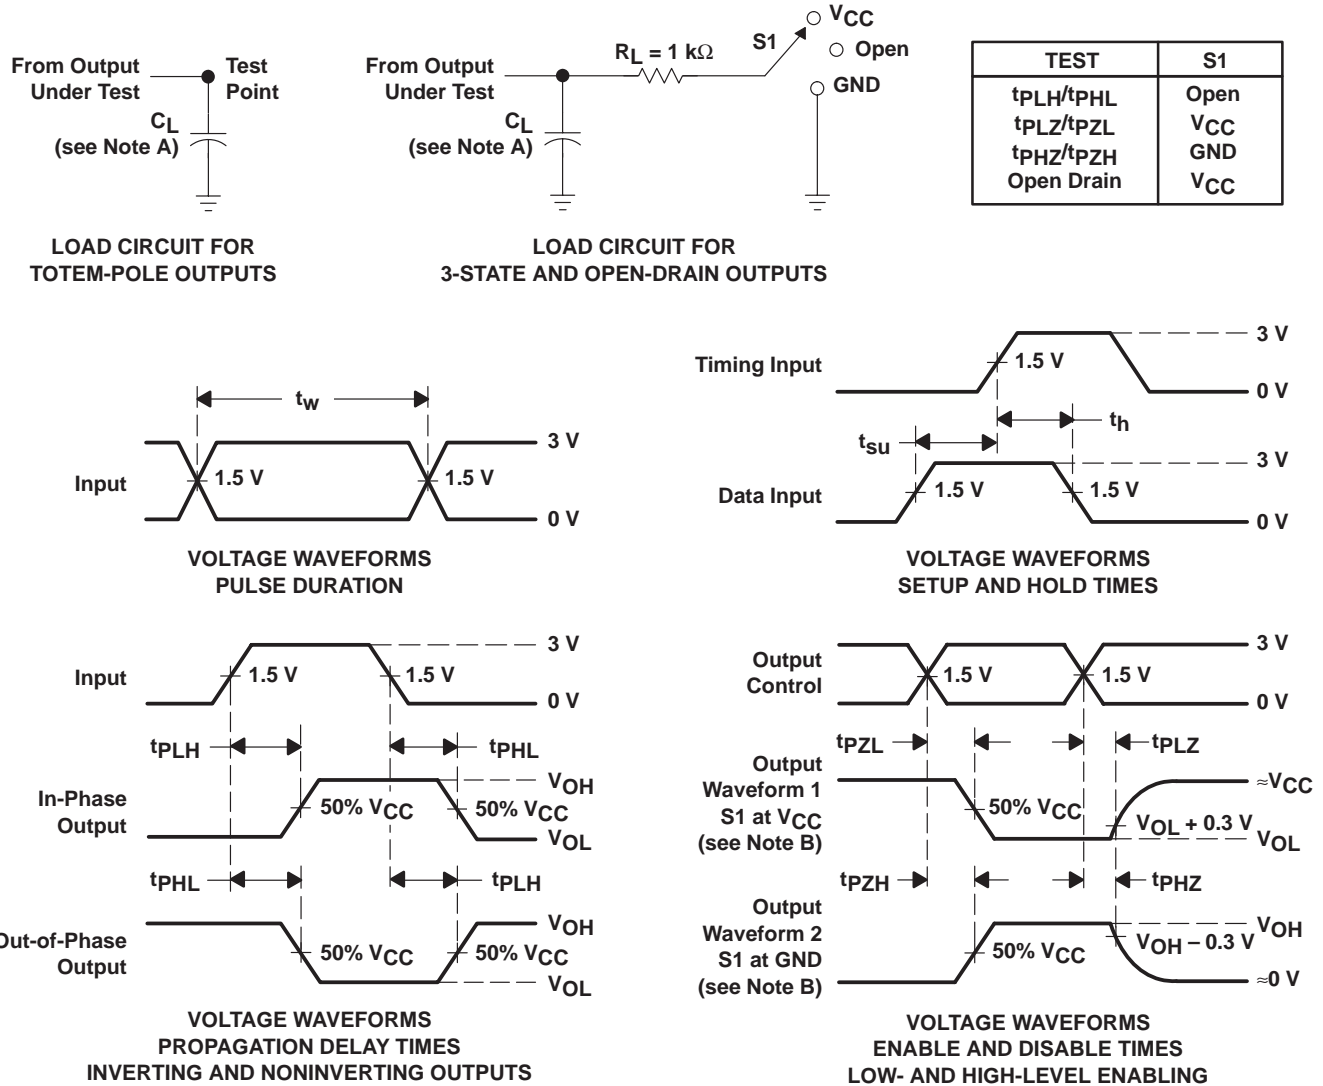 From Output
Under Test
Test
Point
CL
(see Note A)
LOAD CIRCUIT FOR
TOTEM-POLE OUTPUTS
From Output
Under Test
RL = 1 kΩ
S1
VCC
Open
GND
CL
(see Note A)
LOAD CIRCUIT FOR
3-STATE AND OPEN-DRAIN OUTPUTS
TEST S1
tPLH/tPHL Open
tPLZ/tPZL VCC
tPHZ/tPZH GND
Open Drain VCC
tw
Input
1.5 V
1.5 V
3 V
0 V
VOLTAGE WAVEFORMS
PULSE DURATION
Timing Input
1.5 V
3 V
0 V
th
tsu
Data Input
1.5 V
1.5 V
3 V
0 V
VOLTAGE WAVEFORMS
SETUP AND HOLD TIMES
Input
1.5 V
1.5 V
3 V
0 V
tPLH
tPHL
In-Phase
Output
50% VCC
50% VCC
VOH
VOL
tPHL
tPLH
Out-of-Phase
Output
50% VCC
50% VCC
VOH
VOL
VOLTAGE WAVEFORMS
PROPAGATION DELAY TIMES
INVERTING AND NONINVERTING OUTPUTS
Output
Control
1.5 V
1.5 V
3 V
0 V
tPZL
tPLZ
Output
Waveform 1
S1 at VCC
(see Note B)
50% VCC
VOL + 0.3 V
≈VCC
VOL
tPZH
tPHZ
Output
Waveform 2
S1 at GND
(see Note B)
50% VCC
VOH − 0.3 V
VOH
≈0 V
VOLTAGE WAVEFORMS
ENABLE AND DISABLE TIMES
LOW- AND HIGH-LEVEL ENABLING